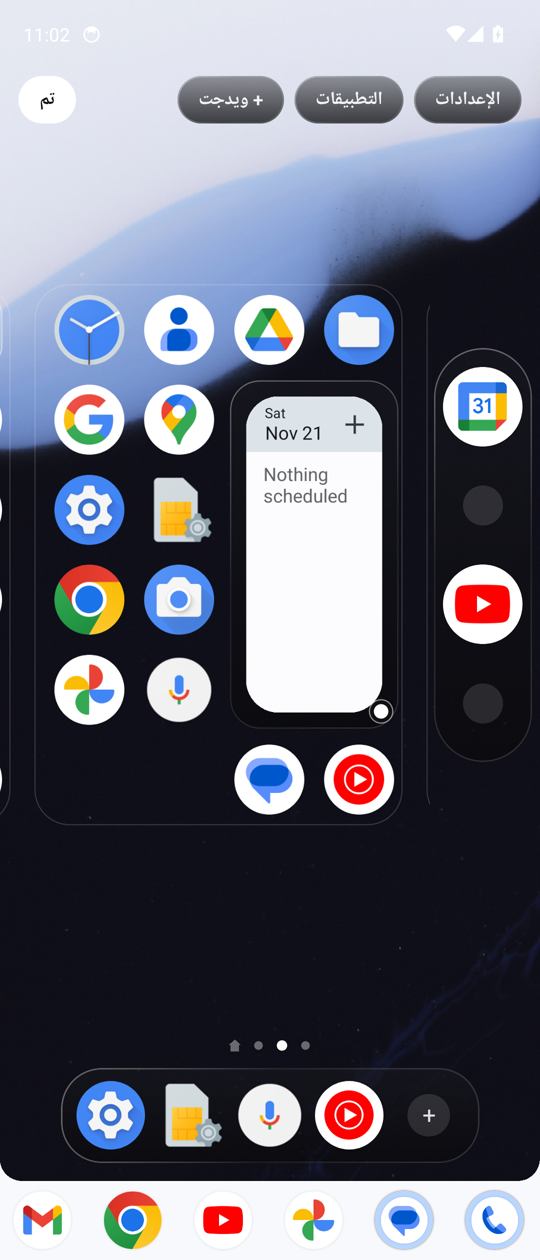 11:02
الإعدادات
التطبيقات
+ ويدجت
تم
Sat
Nov 21
+
Nothing
scheduled
31
+